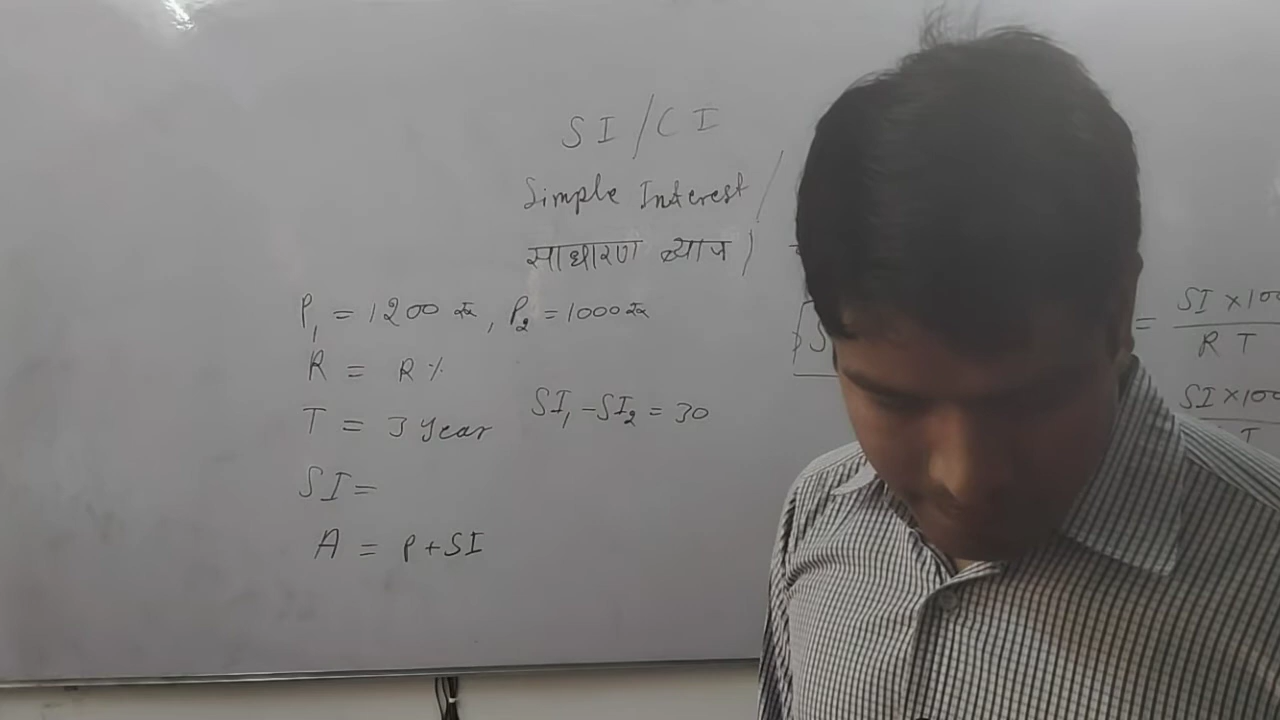 SI/CI
Simple Interest/
साधारण ब्याज/
P₁ = 1200 रू, P₂ = 1000 रू
R = R%
T = 3 year
SI₁-SI₂ = 30
SI=
A = P+SI
= SI×100
R T
SI×100
T